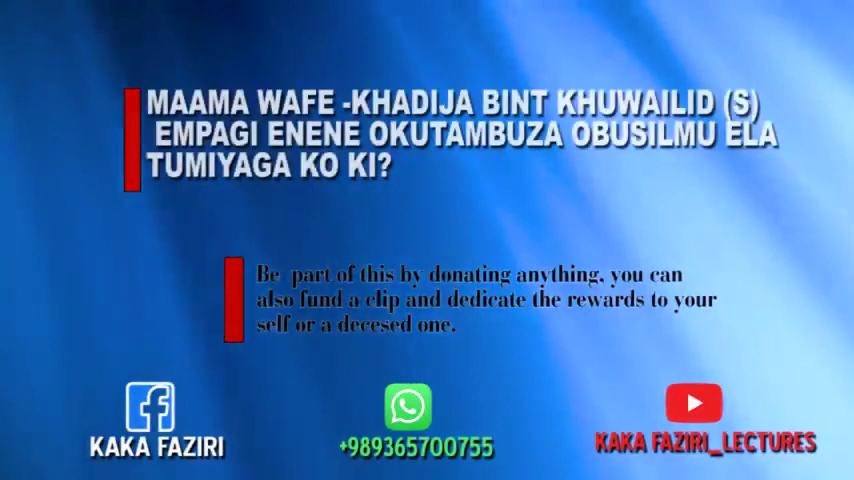 MAAMA WAFE -KHADIJA BINT KHUWAILID (S)
EMPAGI ENENE OKUTAMBUZA OBUSILMU ELA
TUMIYAGA KO KI?
Be part of this by donating anything, you can
also fund a clip and dedicate the rewards to your
self or a decesed one.
KAKA FAZIRI
+989365700755
KAKA FAZIRI_LECTURES